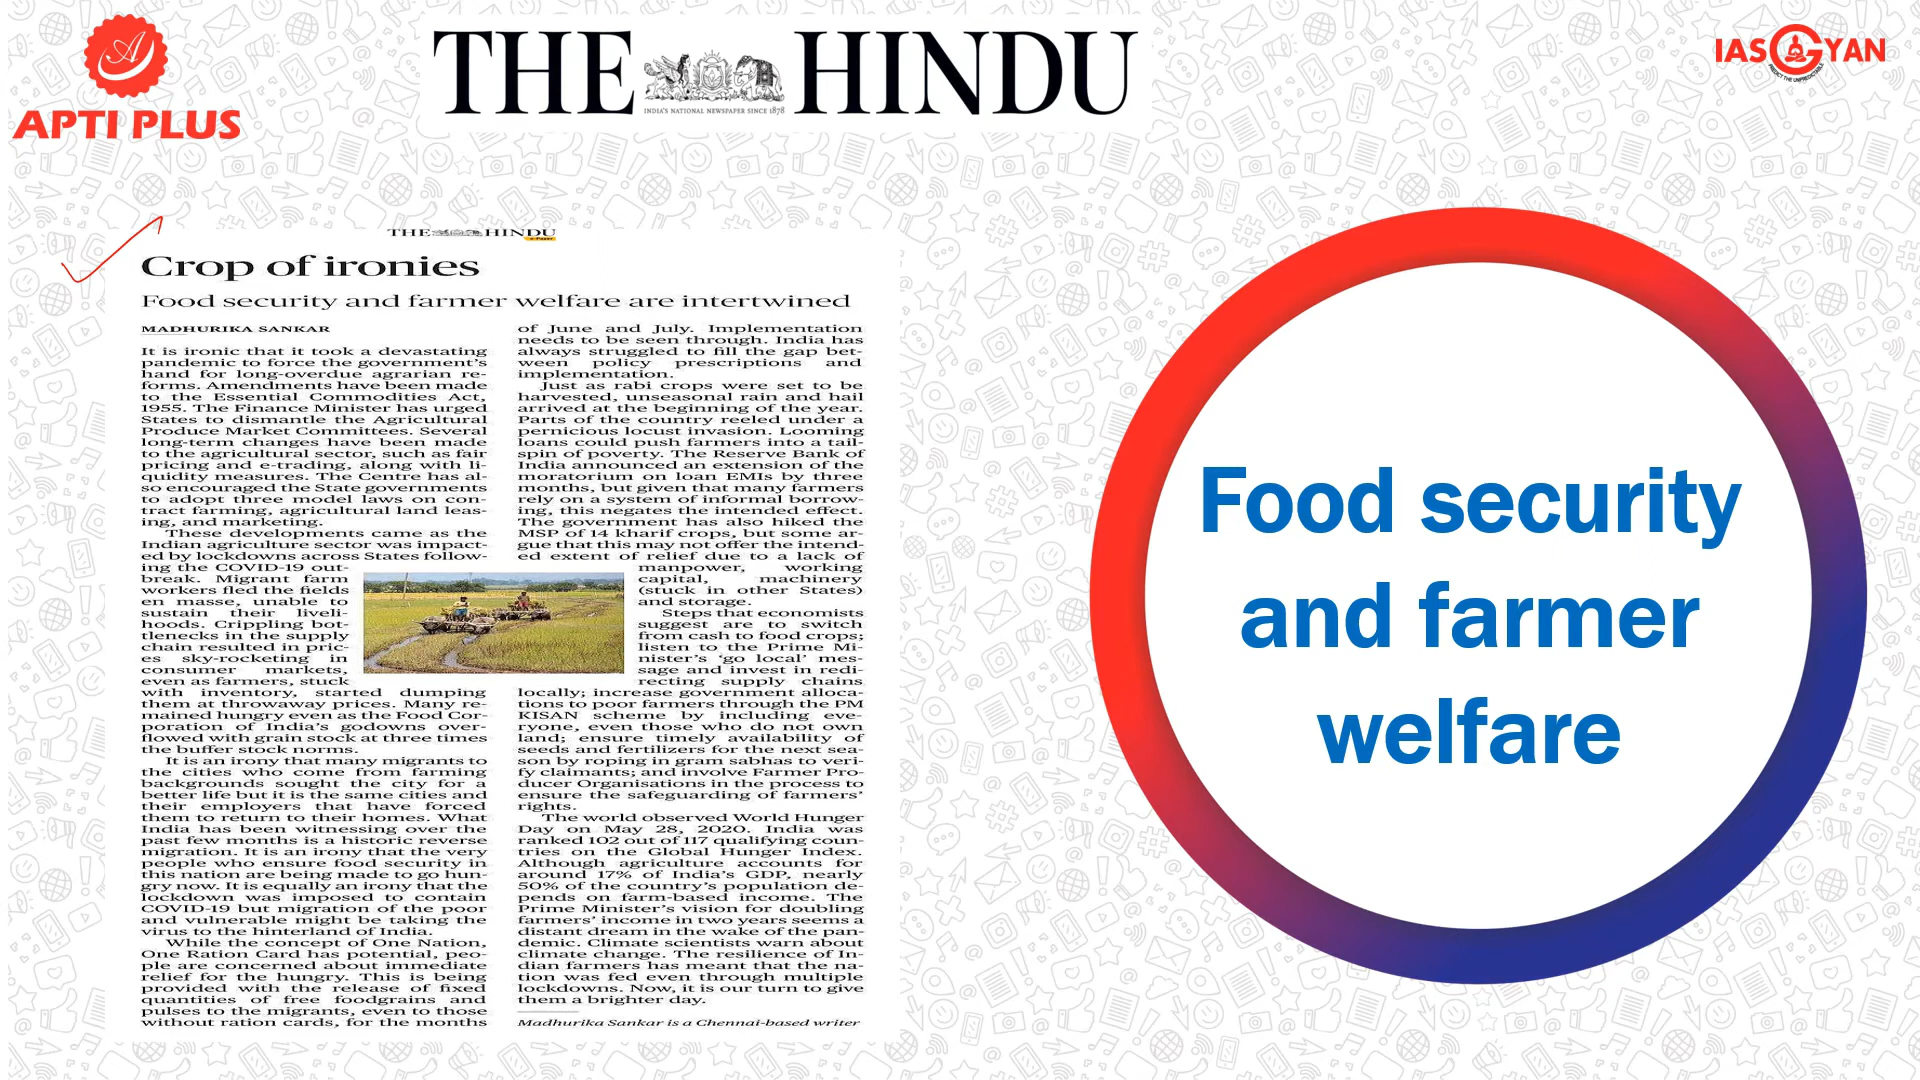 APTI PLUS
THE HINDU
INDIA'S NATIONAL NEWSPAPER SINCE 1878
IAS GYAN
PREDICT THE UNPREDICTABLE
THE HINDU
e-Paper
Crop of ironies
Food security and farmer welfare are intertwined
MADHURIKA SANKAR
It is ironic that it took a devastating
pandemic to force the government's
hand for long-overdue agrarian re-
forms. Amendments have been made
to the Essential Commodities Act,
1955. The Finance Minister has urged
States to dismantle the Agricultural
Produce Market Committees. Several
long-term changes have been made
to the agricultural sector, such as fair
pricing and e-trading, along with li-
quidity measures. The Centre has al-
so encouraged the State governments
to adopt three model laws on con-
tract farming, agricultural land leas-
ing, and marketing.
These developments came as the
Indian agriculture sector was impact-
ed by lockdowns across States follow-
ing the COVID-19 out-
break. Migrant farm
workers fled the fields
en masse, unable to
sustain their liveli-
hoods. Crippling bot-
tlenecks in the supply
chain resulted in pric-
es sky-rocketing in
consumer markets,
even as farmers, stuck
with inventory, started dumping
them at throwaway prices. Many re-
mained hungry even as the Food Cor-
poration of India's godowns over-
flowed with grain stock at three times
the buffer stock norms.
It is an irony that many migrants to
the cities who come from farming
backgrounds sought the city for a
better life but it is the same cities and
their employers that have forced
them to return to their homes. What
India has been witnessing over the
past few months is a historic reverse
migration. It is an irony that the very
people who ensure food security in
this nation are being made to go hun-
gry now. It is equally an irony that the
lockdown was imposed to contain
COVID-19 but migration of the poor
and vulnerable might be taking the
virus to the hinterland of India.
While the concept of One Nation,
One Ration Card has potential, peo-
ple are concerned about immediate
relief for the hungry. This is being
provided with the release of fixed
quantities of free foodgrains and
pulses to the migrants, even to those
without ration cards, for the months
of June and July. Implementation
needs to be seen through. India has
always struggled to fill the gap bet-
ween policy prescriptions and
implementation.
Just as rabi crops were set to be
harvested, unseasonal rain and hail
arrived at the beginning of the year.
Parts of the country reeled under a
pernicious locust invasion. Looming
loans could push farmers into a tail-
spin of poverty. The Reserve Bank of
India announced an extension of the
moratorium on loan EMIs by three
months, but given that many farmers
rely on a system of informal borrow-
ing, this negates the intended effect.
The government has also hiked the
MSP of 14 kharif crops, but some ar-
gue that this may not offer the intend-
ed extent of relief due to a lack of
manpower, working
capital, machinery
(stuck in other States)
and storage.
Steps that economists
suggest are to switch
from cash to food crops;
listen to the Prime Mi-
nister's 'go local' mes-
sage and invest in redi-
recting supply chains
locally; increase government alloca-
tions to poor farmers through the PM
KISAN scheme by including eve-
ryone, even those who do not own
land; ensure timely availability of
seeds and fertilizers for the next sea-
son by roping in gram sabhas to veri-
fy claimants; and involve Farmer Pro-
ducer Organisations in the process to
ensure the safeguarding of farmers'
rights.
The world observed World Hunger
Day on May 28, 2020. India was
ranked 102 out of 117 qualifying coun-
tries on the Global Hunger Index.
Although agriculture accounts for
around 17% of India's GDP, nearly
50% of the country's population de-
pends on farm-based income. The
Prime Minister's vision for doubling
farmers' income in two years seems a
distant dream in the wake of the pan-
demic. Climate scientists warn about
climate change. The resilience of In-
dian farmers has meant that the na-
tion was fed even through multiple
lockdowns. Now, it is our turn to give
them a brighter day.
Madhurika Sankar is a Chennai-based writer
Food security
and farmer
welfare